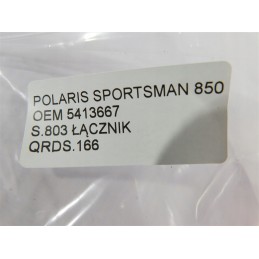 POLARIS SPORTSMAN 850
OEM 5413667
S.803 ŁĄCZNIK
QRDS.166